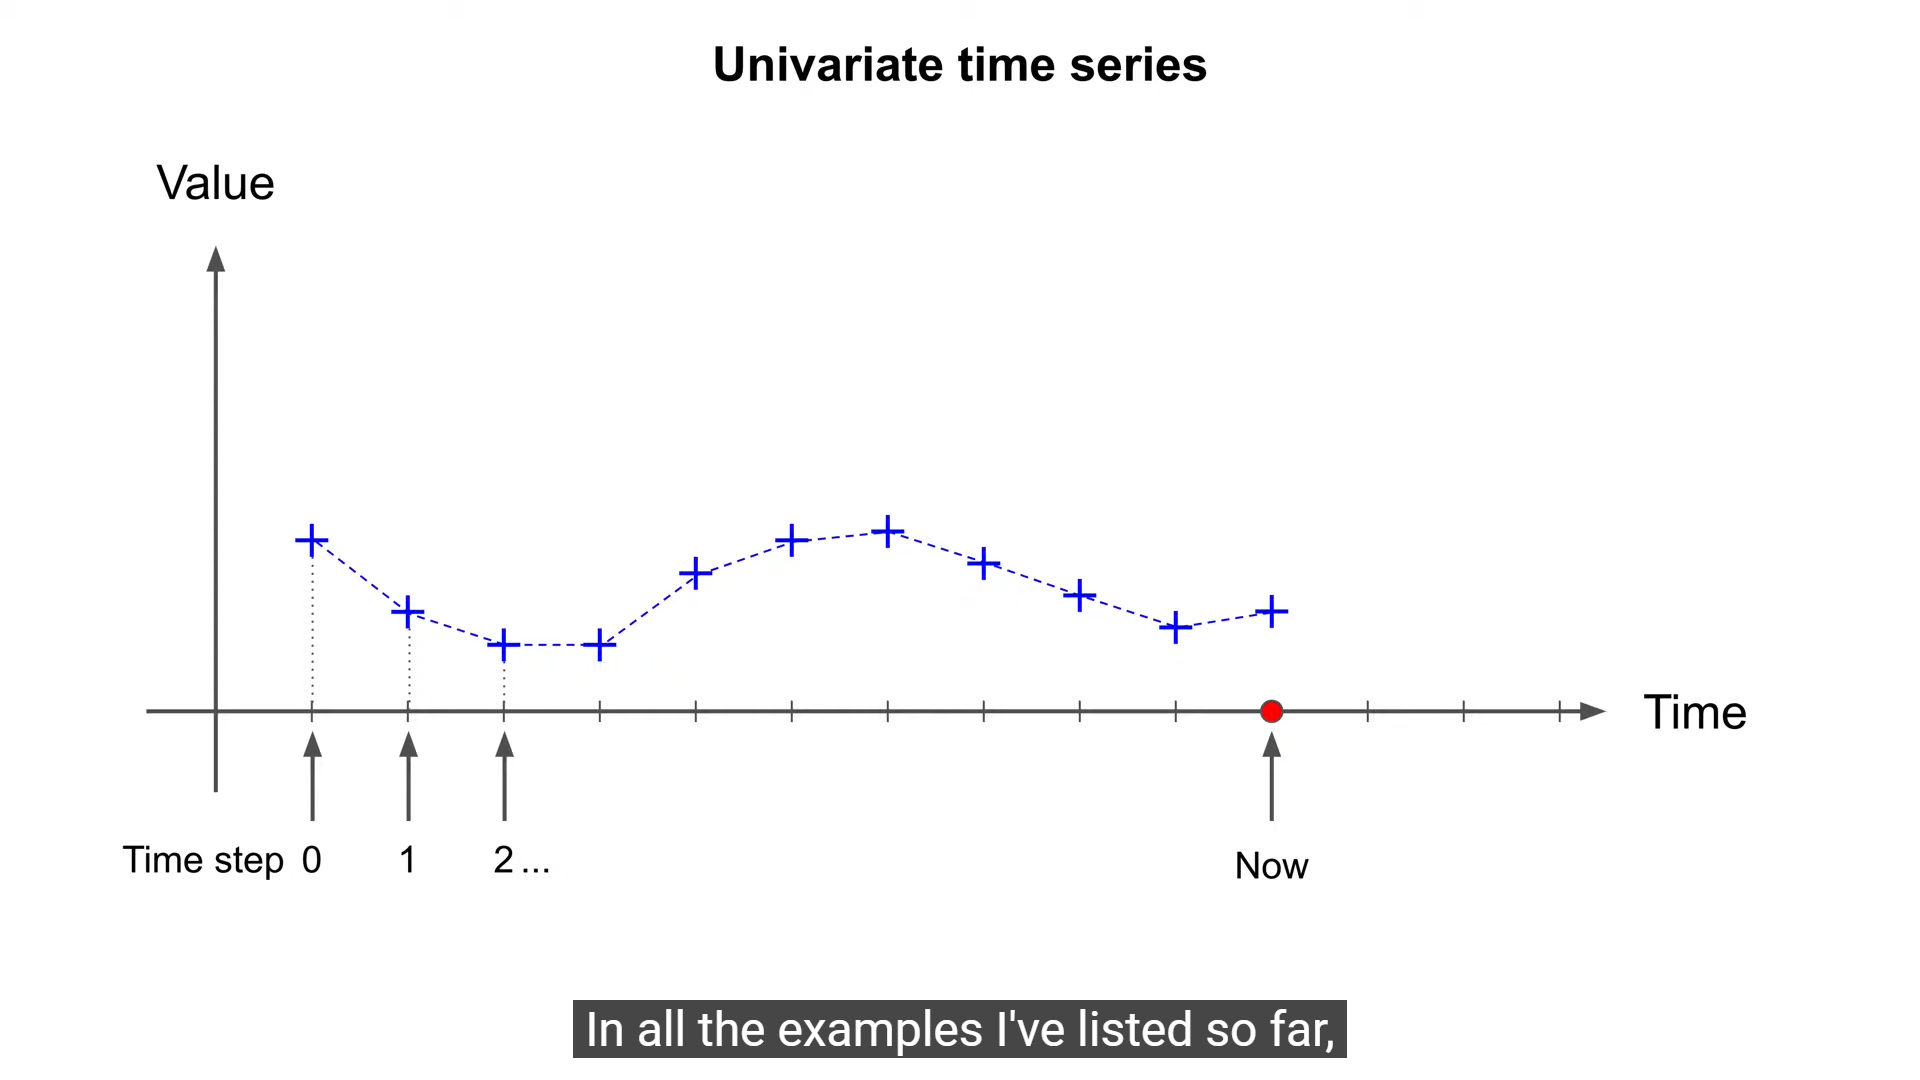 Univariate time series
Value
Time
Time step 0 1 2 ...
Now
In all the examples I've listed so far,